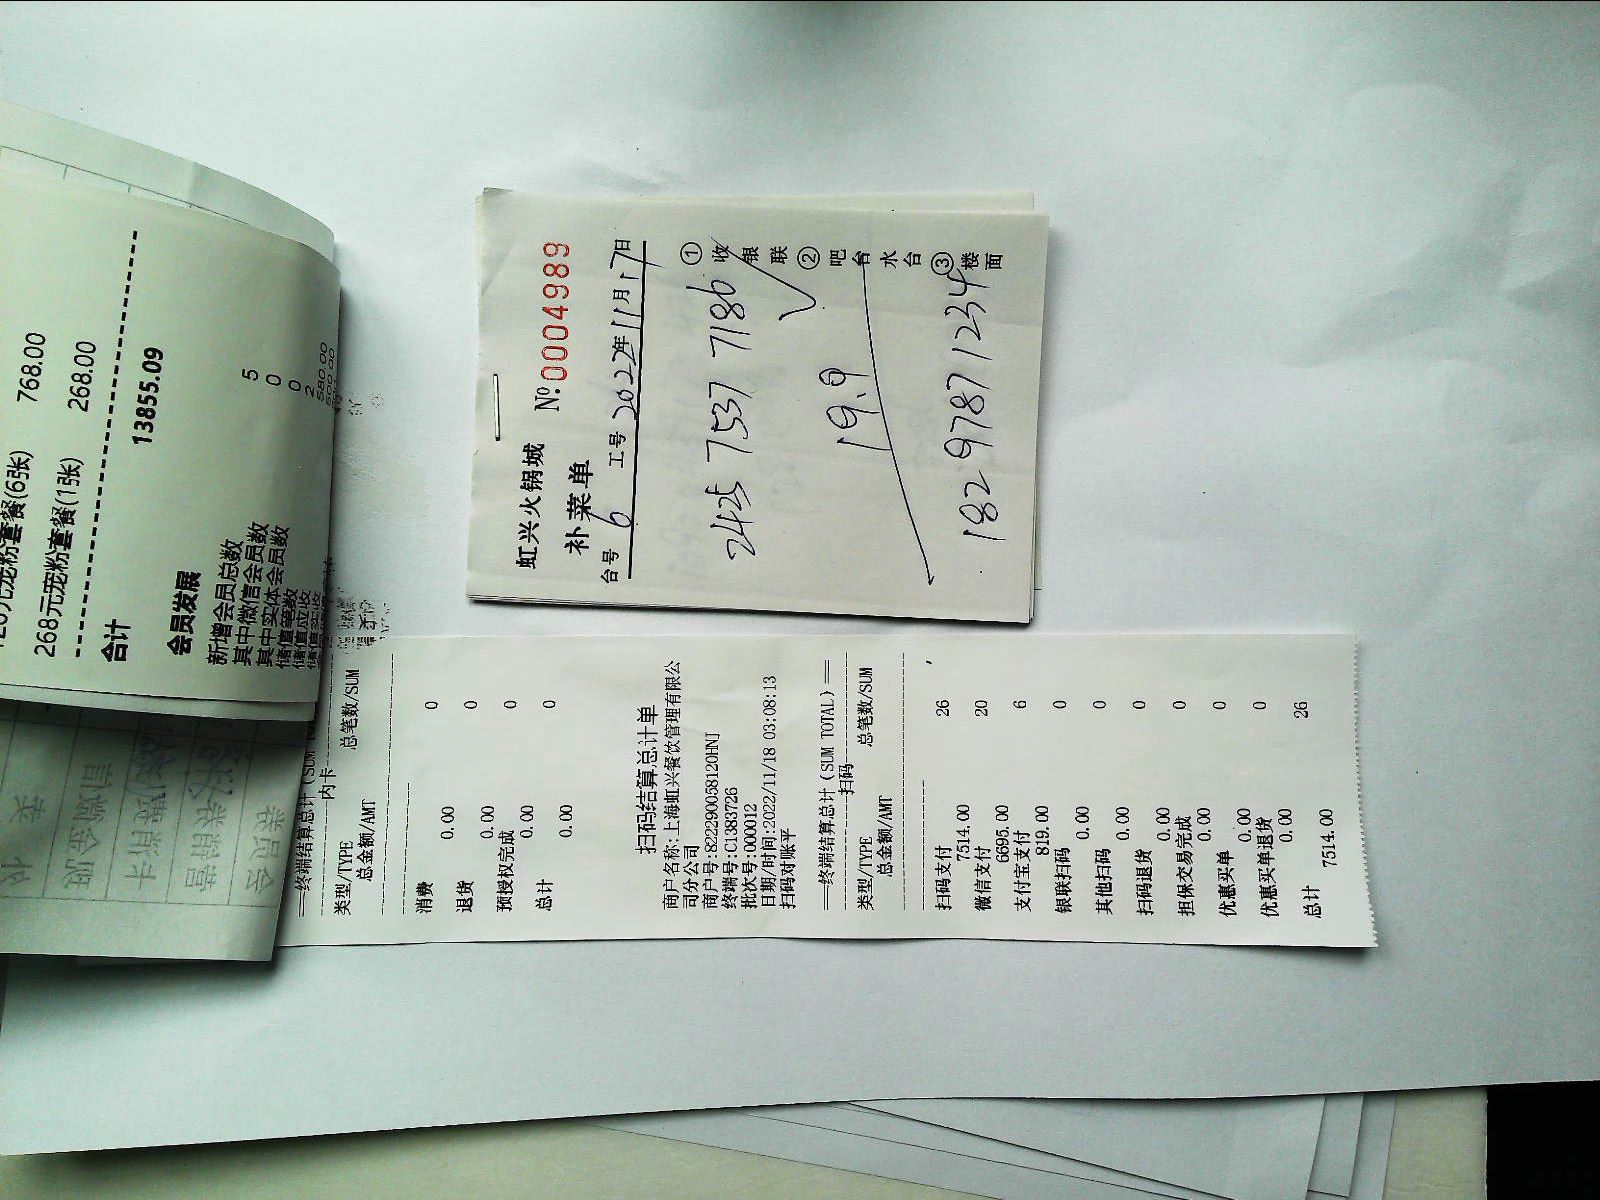 268元宠粉套餐(6张) 768.00
268元宠粉套餐(1张) 268.00
合计 13855.09
会员发展
新增会员总数 5
其中微信会员数 0
其中实体会员数 0
储值笔数 2
储值应收 580.00
虹兴火锅城
补菜单 №:0004989
台号 6 工号 2022年11月17日
2425 7537 7186
19.9
182 9787 1234
①收银联②吧台水台③楼面
==终端结算总计(SUM
内卡
类型/TYPE 总笔数/SUM
总金额/AMT
消费 0
0.00
退货 0
0.00
预授权完成 0
0.00
总计 0
0.00
扫码结算总计单
商户名称:上海虹兴餐饮管理有限公
司分公司
商户号:82229005812OHNJ
终端号:C1383726
批次号:000012
日期/时间:2022/11/18 03:08:13
扫码对账平
==终端结算总计(SUM TOTAL)==
扫码
类型/TYPE 总笔数/SUM
总金额/AMT
扫码支付 26
7514.00
微信支付 20
6695.00
支付宝支付 6
819.00
银联扫码 0
0.00
其他扫码 0
0.00
扫码退货 0
0.00
担保交易完成 0
0.00
优惠买单 0
0.00
优惠买单退货 0
0.00
总计 26
7514.00